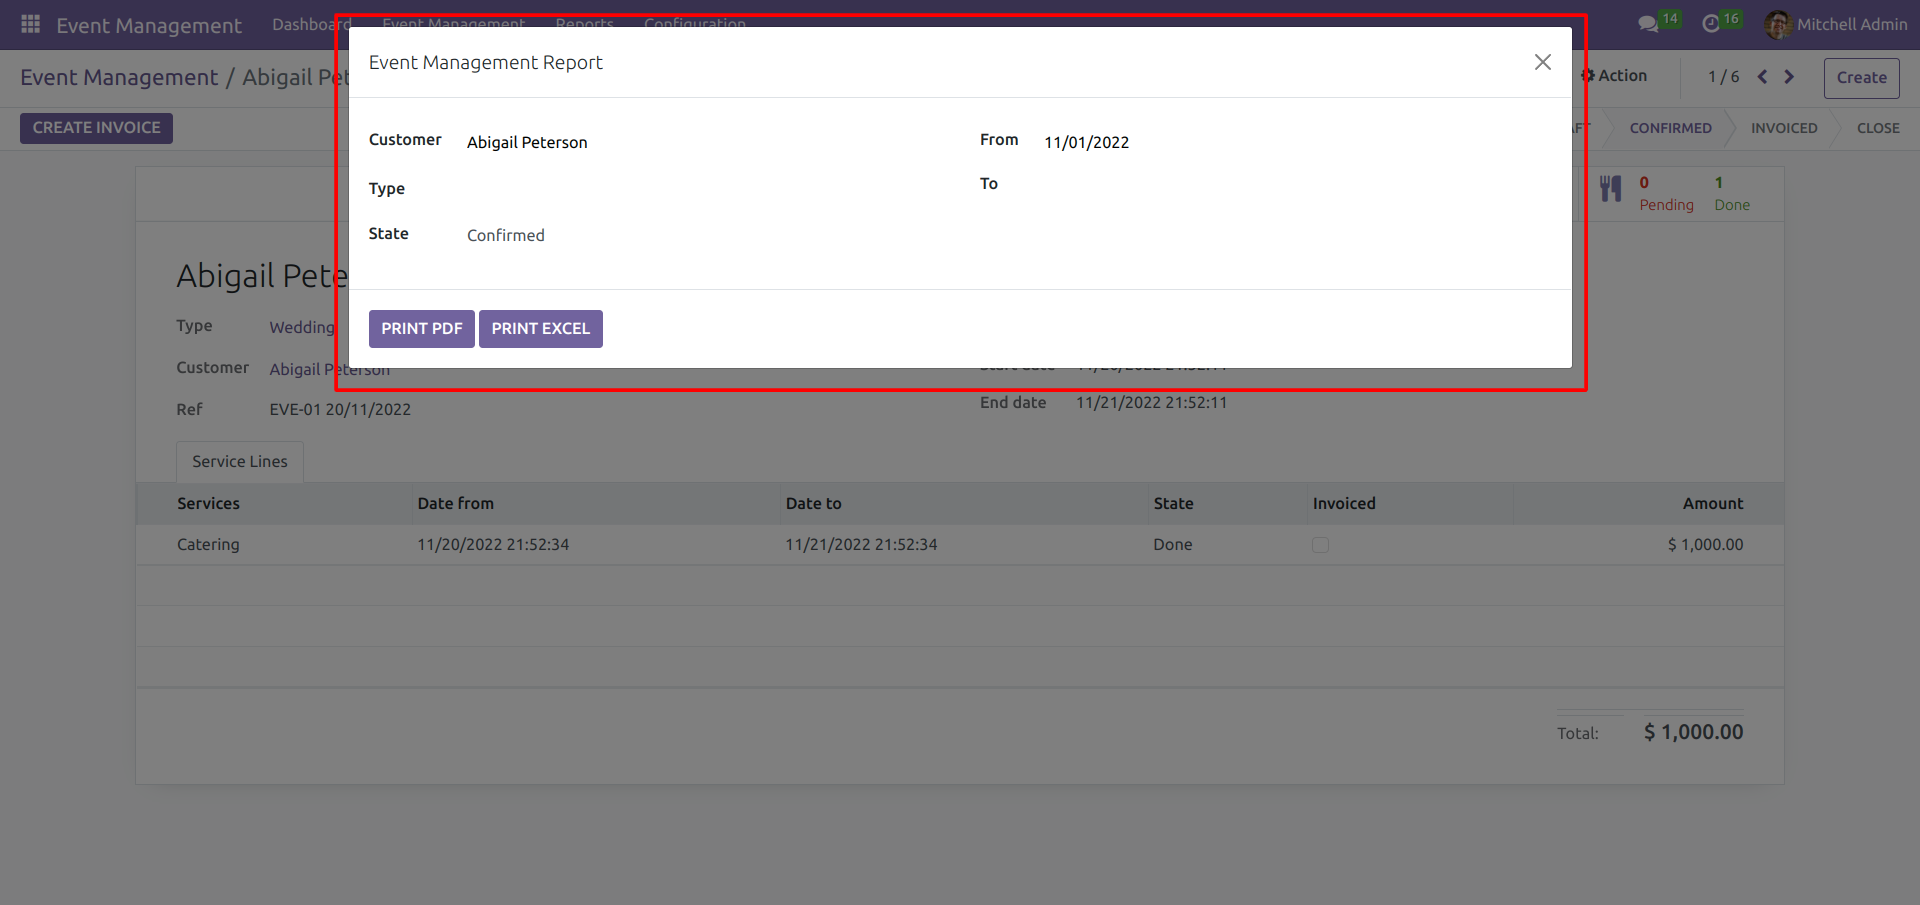 Event Management Dashboard Event Management Reports Configuration 14 16 Mitchell Admin
Event Management / Abigail Pet
Action 1 / 6 Create
CREATE INVOICE
AFT CONFIRMED INVOICED CLOSE
Event Management Report
Customer Abigail Peterson
From 11/01/2022
Type
To
State Confirmed
PRINT PDF PRINT EXCEL
0 Pending
1 Done
Abigail Pete
Type Wedding
Customer Abigail Peterson
Ref EVE-01 20/11/2022
Start date
End date 11/21/2022 21:52:11
Service Lines
Services Date from Date to State Invoiced Amount
Catering 11/20/2022 21:52:34 11/21/2022 21:52:34 Done $ 1,000.00
Total: $ 1,000.00